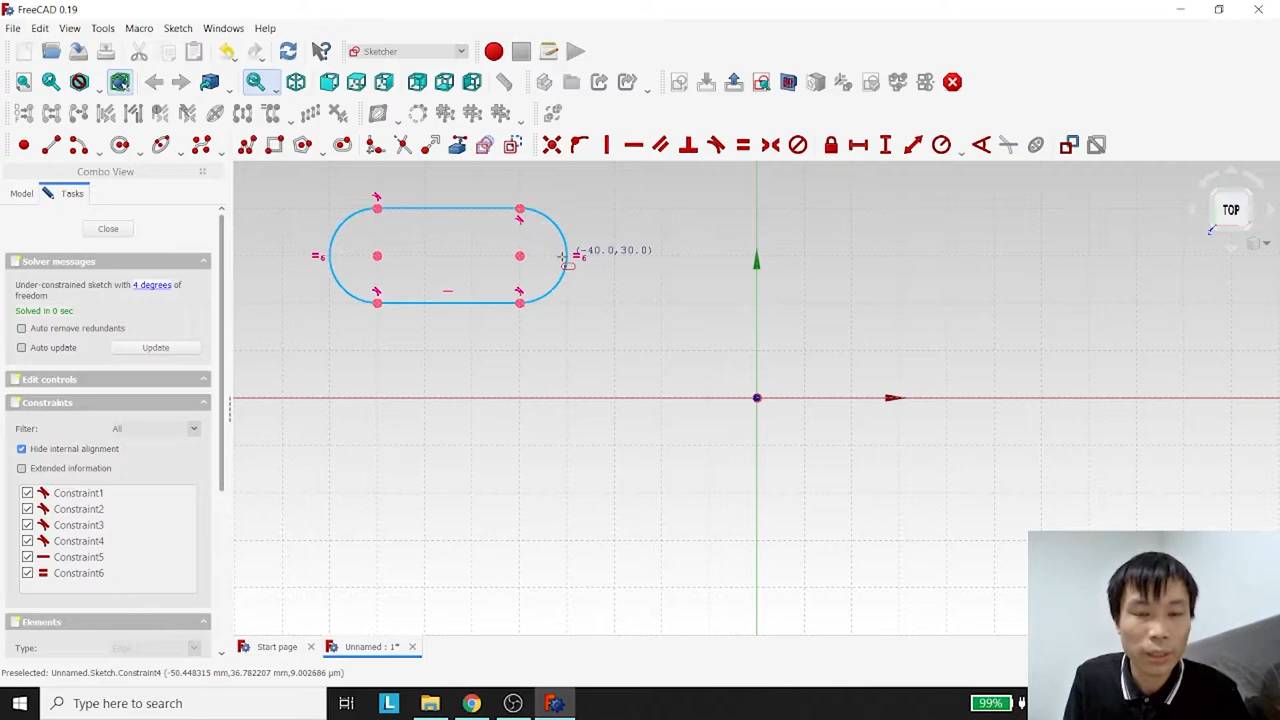 FreeCAD 0.19
File Edit View Tools Macro Sketch Windows Help
Sketcher
Combo View
Model Tasks
Close
Solver messages
Under-constrained sketch with 4 degrees of
freedom
Solved in 0 sec
Auto remove redundants
Auto update Update
Edit controls
Constraints
Filter: All
Hide internal alignment
Extended information
Constraint1
Constraint2
Constraint3
Constraint4
Constraint5
Constraint6
Elements
Type: Edge
=6
(-40.0,30.0)
=6
TOP
Start page Unnamed : 1*
Preselected: Unnamed.Sketch.Constraint4 (-50.448315 mm,36.782207 mm,9.002686 µm)
Type here to search
L
99%